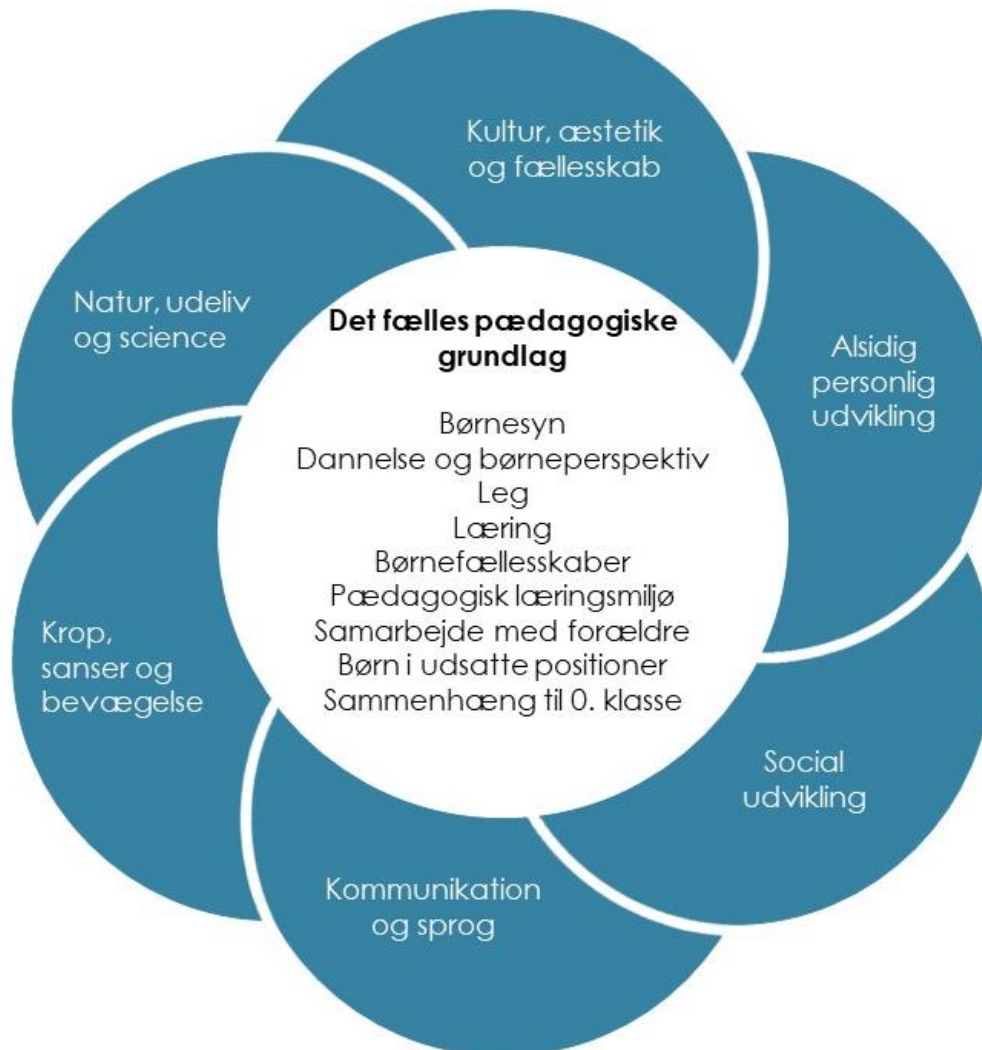 Kultur, æstetik
og fællesskab
Natur, udeliv
og science
Alsidig
personlig
udvikling
Det fælles pædagogiske
grundlag
Børnesyn
Dannelse og børneperspektiv
Leg
Læring
Børnefællesskaber
Pædagogisk læringsmiljø
Samarbejde med forældre
Børn i udsatte positioner
Sammenhæng til 0. klasse
Krop,
sanser og
bevægelse
Social
udvikling
Kommunikation
og sprog